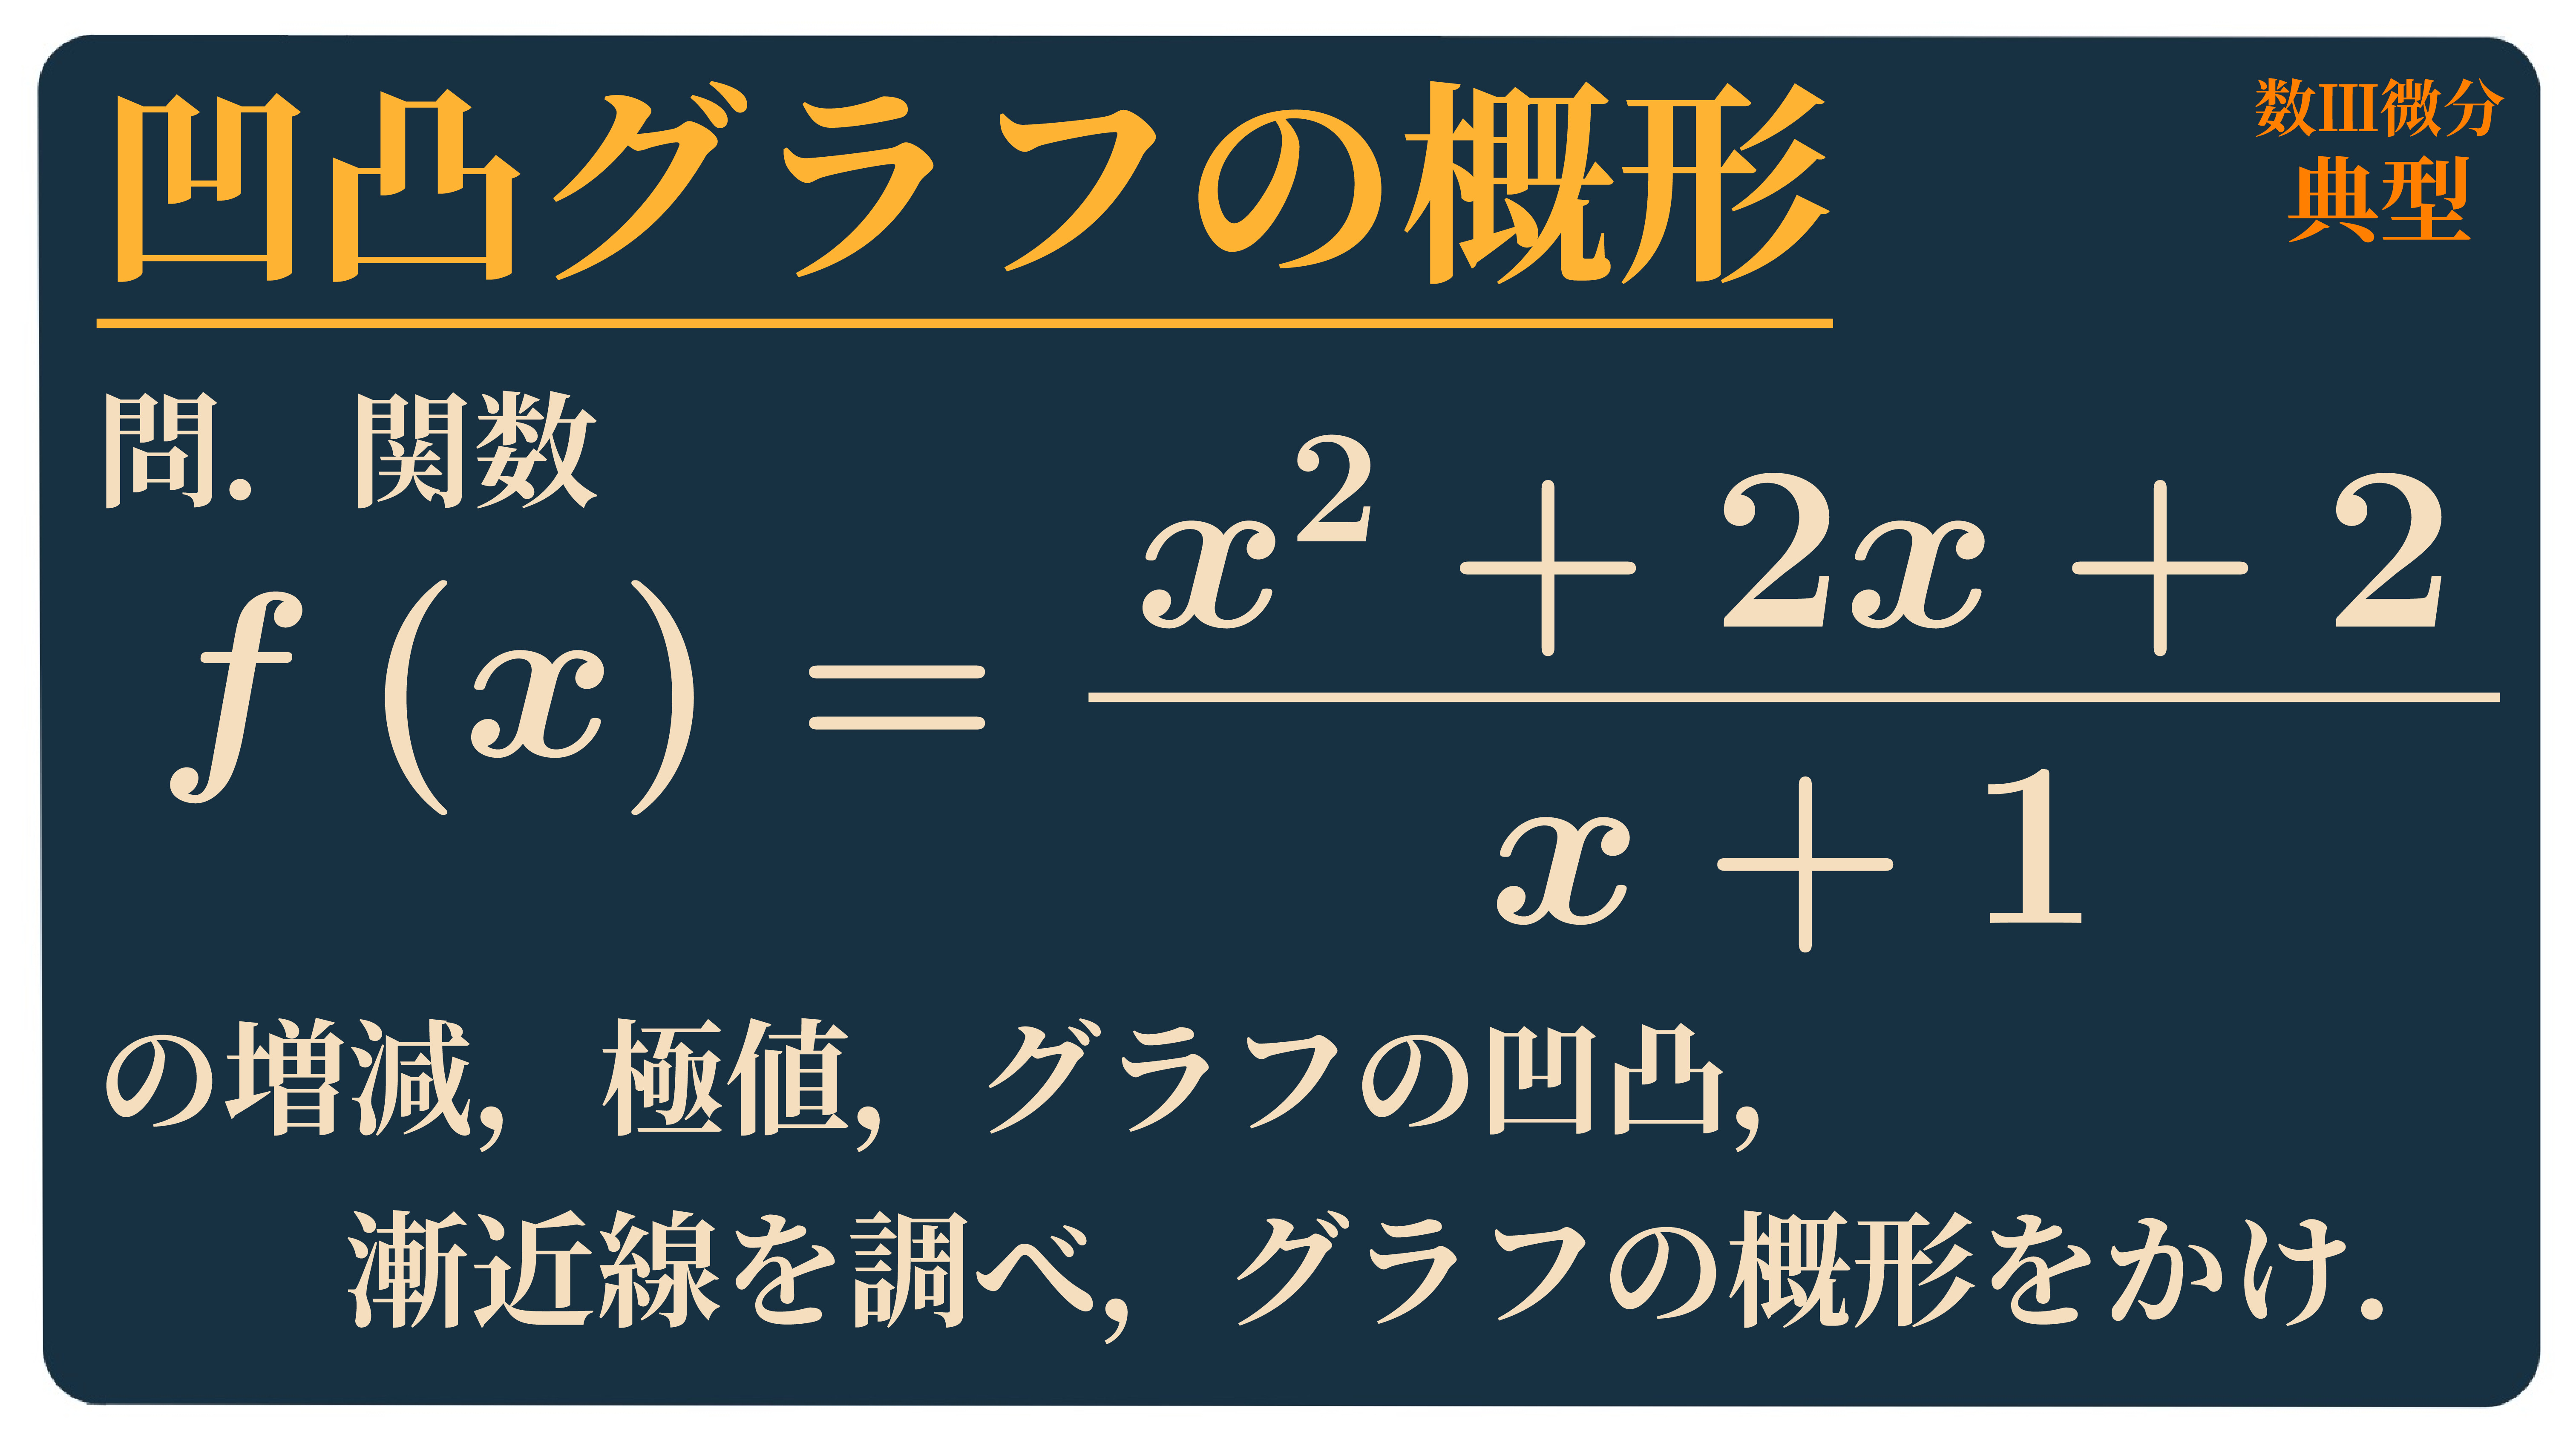 凹凸グラフの概形
数III微分
典型
問. 関数
f(x) = \frac{x^2 + 2x + 2}{x + 1}
の増減, 極値, グラフの凹凸,
漸近線を調べ, グラフの概形をかけ.